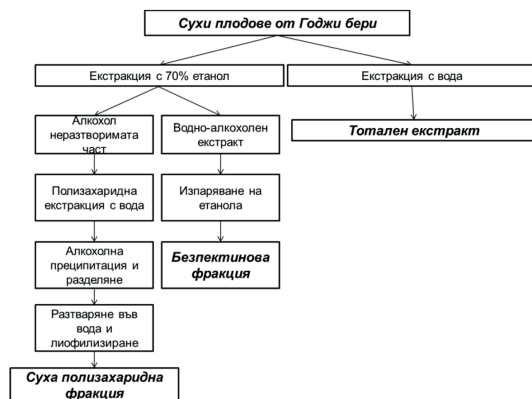 Сухи плодове от Годжи бери
Екстракция с 70% етанол
Екстракция с вода
Алкохол
неразтворимата
част
Водно-алкохолен
екстракт
Тотален екстракт
Полизахаридна
екстракция с вода
Изпаряване на
етанола
Алкохолна
преципитация и
разделяне
Безпектинова
фракция
Разтваряне във
вода и
лиофилизиране
Суха полизахаридна
фракция